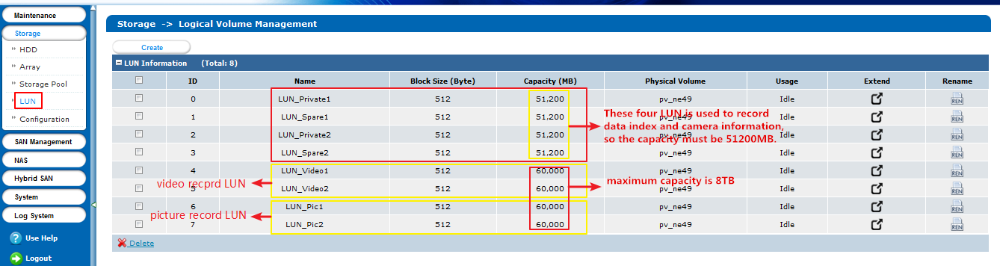 Maintenance
Storage
HDD
Array
Storage Pool
LUN
Configuration
SAN Management
NAS
Hybrid SAN
System
Log System
Use Help
Logout
Storage -> Logical Volume Management
Create
LUN Information (Total: 8)
ID Name Block Size (Byte) Capacity (MB) Physical Volume Usage Extend Rename
0 LUN_Private1 512 51,200 pv_ne49 Idle REN
1 LUN_Spare1 512 51,200 pv_ne49 Idle REN
2 LUN_Private2 512 51,200 pv_ne49 Idle REN
3 LUN_Spare2 512 51,200 pv_ne49 Idle REN
4 LUN_Video1 512 60,000 pv_ne49 Idle REN
5 LUN_Video2 512 60,000 pv_ne49 Idle REN
6 LUN_Pic1 512 60,000 pv_ne49 Idle REN
7 LUN_Pic2 512 60,000 pv_ne49 Idle REN
Delete
These four LUN is used to record
data index and camera information,
so the capacity must be 51200MB.
video recprd LUN
maximum capacity is 8TB
picture record LUN